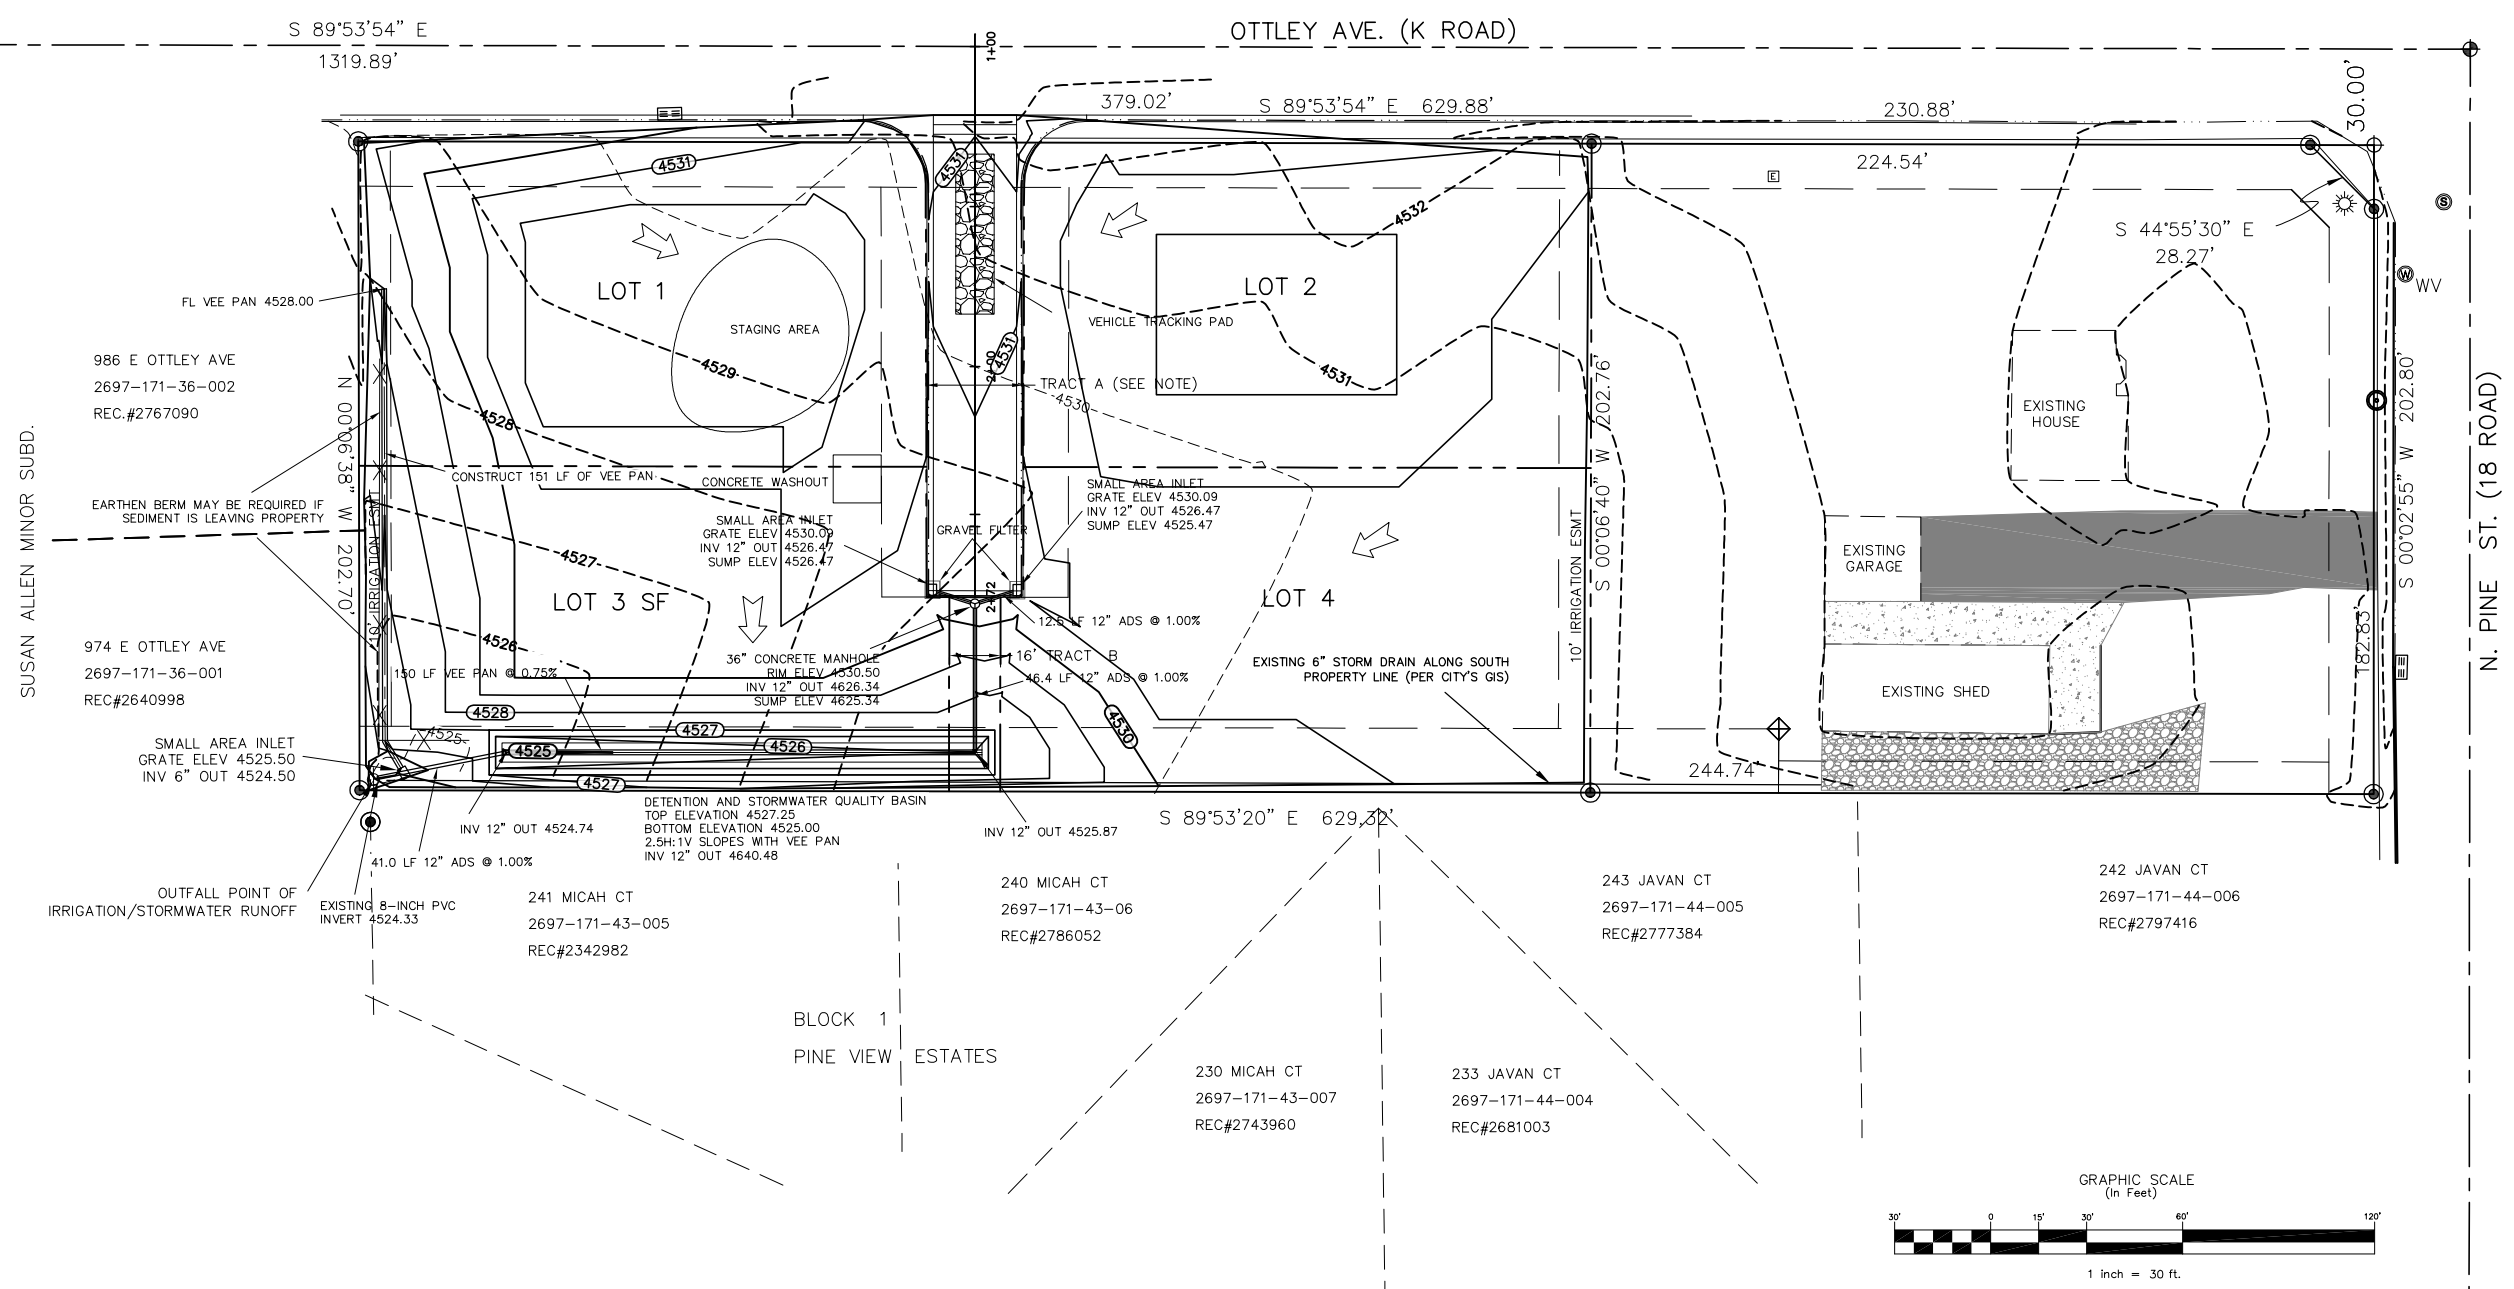 S 89°53'54" E
1319.89'
OTTLEY AVE. (K ROAD)
1+00
379.02'
S 89°53'54" E 629.88'
230.88'
30.00'
224.54'
4531
4531
4532
E
S
S 44°55'30" E
28.27'
W
WV
FL VEE PAN 4528.00
LOT 1
LOT 2
STAGING AREA
VEHICLE TRACKING PAD
4531
2+00
986 E OTTLEY AVE
2697-171-36-002
REC.#2767090
4529
4531
TRACT A (SEE NOTE)
4530
4528
N 00°06'38" W 202.70'
S 00°06'40" W 202.76'
S 00°02'55" W 202.80'
N. PINE ST. (18 ROAD)
SUSAN ALLEN MINOR SUBD.
EXISTING
HOUSE
CONSTRUCT 151 LF OF VEE PAN
CONCRETE WASHOUT
EARTHEN BERM MAY BE REQUIRED IF
SEDIMENT IS LEAVING PROPERTY
SMALL AREA INLET
GRATE ELEV 4530.09
INV 12" OUT 4526.47
SUMP ELEV 4526.47
GRAVEL FILTER
SMALL AREA INLET
GRATE ELEV 4530.09
INV 12" OUT 4526.47
SUMP ELEV 4525.47
10' IRRIGATION ESMT
10' IRRIGATION ESMT
4527
EXISTING
GARAGE
LOT 3 SF
LOT 4
2+72
12.5 LF 12" ADS @ 1.00%
4526
974 E OTTLEY AVE
2697-171-36-001
REC#2640998
150 LF VEE PAN @ 0.75%
36" CONCRETE MANHOLE
RIM ELEV 4530.50
INV 12" OUT 4626.34
SUMP ELEV 4625.34
16' TRACT B
46.4 LF 12" ADS @ 1.00%
EXISTING 6" STORM DRAIN ALONG SOUTH
PROPERTY LINE (PER CITY'S GIS)
EXISTING SHED
182.83'
4528
4527
4530
4525
4525
4526
4527
SMALL AREA INLET
GRATE ELEV 4525.50
INV 6" OUT 4524.50
244.74'
INV 12" OUT 4524.74
DETENTION AND STORMWATER QUALITY BASIN
TOP ELEVATION 4527.25
BOTTOM ELEVATION 4525.00
2.5H:1V SLOPES WITH VEE PAN
INV 12" OUT 4640.48
INV 12" OUT 4525.87
S 89°53'20" E 629.32'
41.0 LF 12" ADS @ 1.00%
OUTFALL POINT OF
IRRIGATION/STORMWATER RUNOFF
EXISTING 8-INCH PVC
INVERT 4524.33
241 MICAH CT
2697-171-43-005
REC#2342982
240 MICAH CT
2697-171-43-06
REC#2786052
243 JAVAN CT
2697-171-44-005
REC#2777384
242 JAVAN CT
2697-171-44-006
REC#2797416
BLOCK 1
PINE VIEW ESTATES
230 MICAH CT
2697-171-43-007
REC#2743960
233 JAVAN CT
2697-171-44-004
REC#2681003
GRAPHIC SCALE
(In Feet)
30' 0 15' 30' 60' 120'
1 inch = 30 ft.